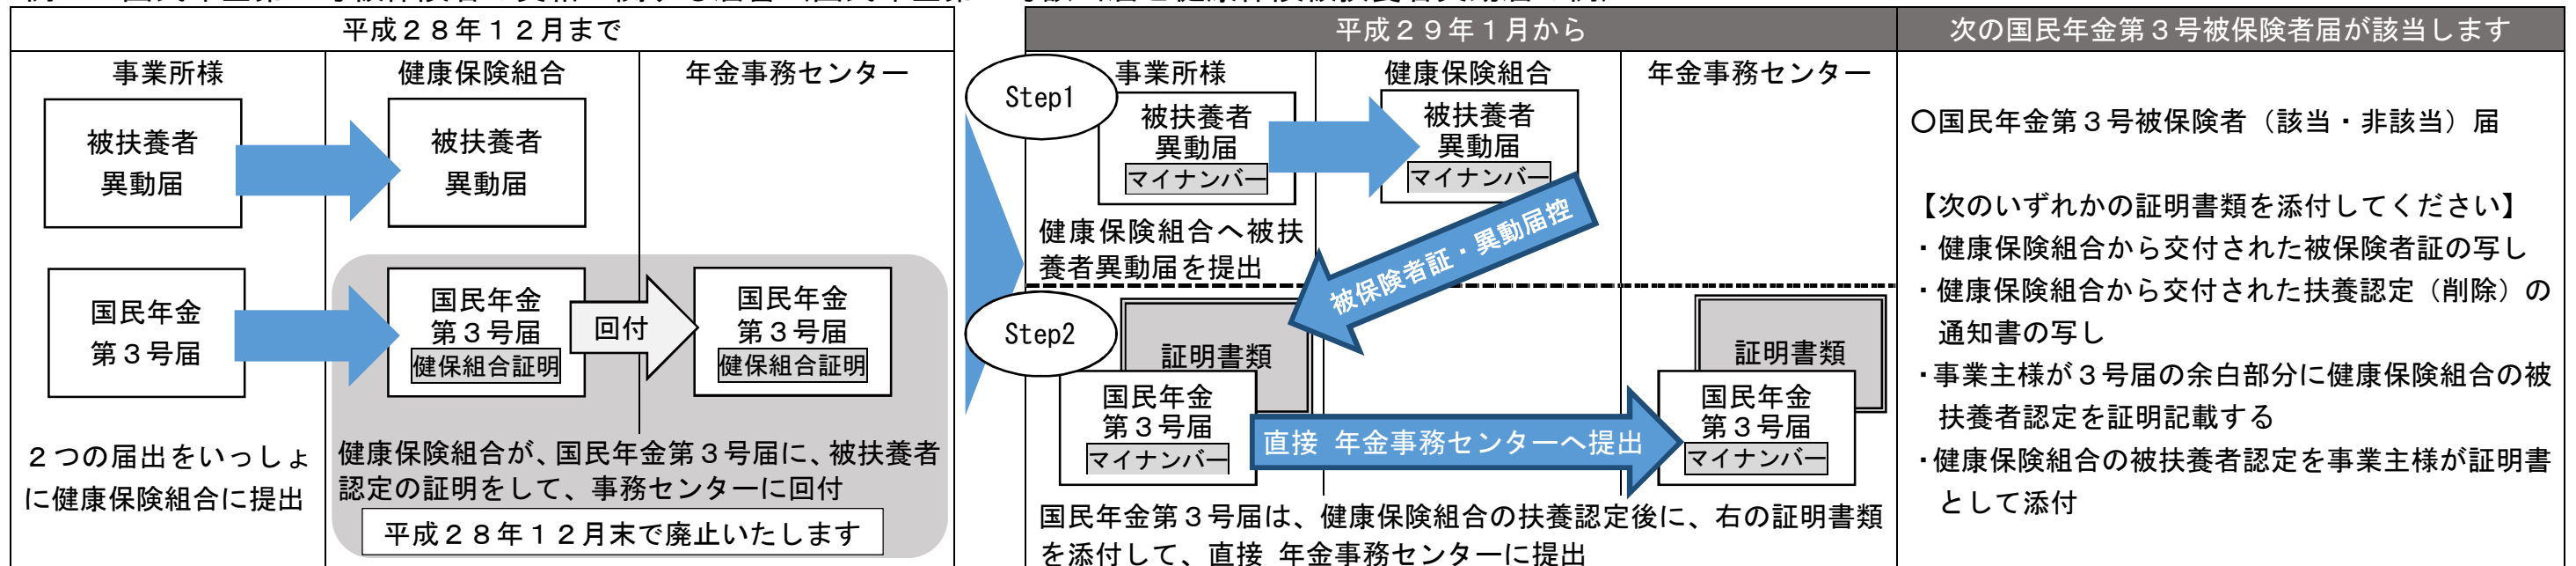 平成２８年１２月まで
事業所様
健康保険組合
年金事務センター
被扶養者
異動届
被扶養者
異動届
国民年金
第３号届
国民年金
第３号届
健保組合証明
回付
国民年金
第３号届
健保組合証明
２つの届出をいっしょ
に健康保険組合に提出
健康保険組合が、国民年金第３号届に、被扶養者
認定の証明をして、事務センターに回付
平成２８年１２月末で廃止いたします
平成２９年１月から
Step1
事業所様
健康保険組合
年金事務センター
被扶養者
異動届
マイナンバー
被扶養者
異動届
マイナンバー
健康保険組合へ被扶
養者異動届を提出
被保険者証・異動届控
Step2
証明書類
国民年金
第３号届
マイナンバー
直接 年金事務センターへ提出
証明書類
国民年金
第３号届
マイナンバー
国民年金第３号届は、健康保険組合の扶養認定後に、右の証明書類
を添付して、直接 年金事務センターに提出
次の国民年金第３号被保険者届が該当します
〇国民年金第３号被保険者（該当・非該当）届
【次のいずれかの証明書類を添付してください】
・健康保険組合から交付された被保険者証の写し
・健康保険組合から交付された扶養認定（削除）の
通知書の写し
・事業主様が３号届の余白部分に健康保険組合の被
扶養者認定を証明記載する
・健康保険組合の被扶養者認定を事業主様が証明書
として添付